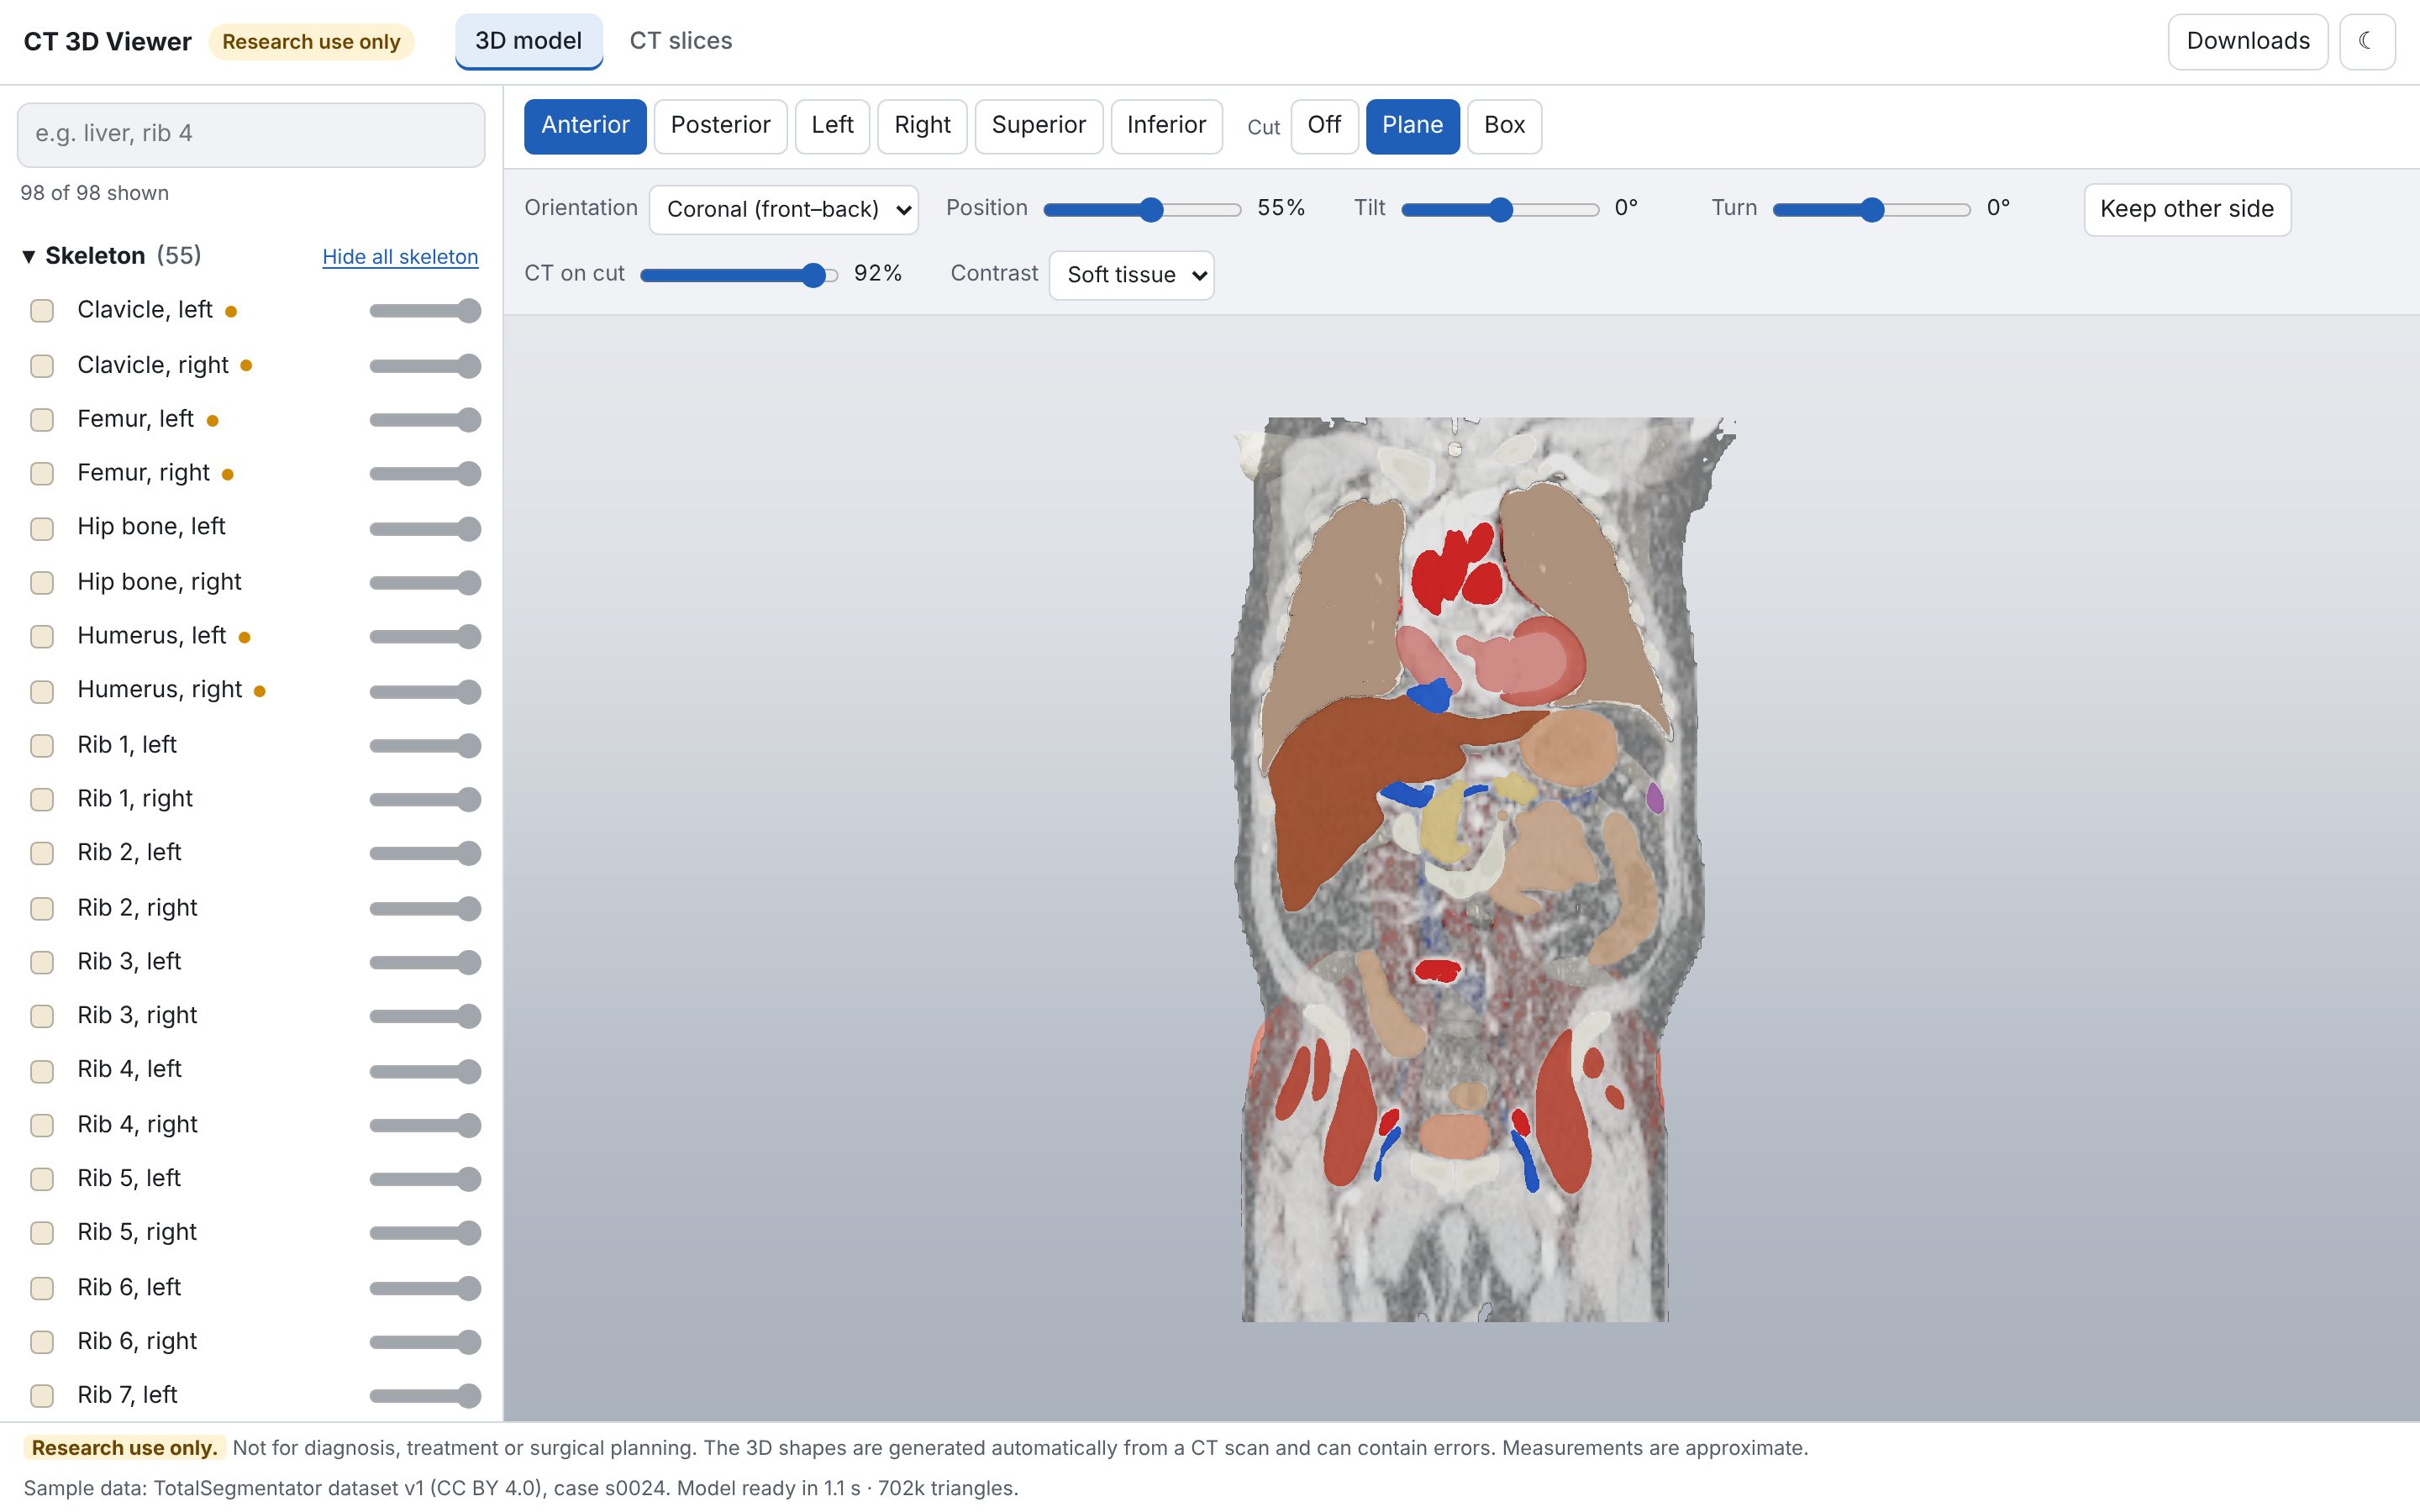 CT 3D Viewer Research use only 3D model CT slices Downloads
e.g. liver, rib 4
98 of 98 shown
▼ Skeleton (55) Hide all skeleton
Clavicle, left
Clavicle, right
Femur, left
Femur, right
Hip bone, left
Hip bone, right
Humerus, left
Humerus, right
Rib 1, left
Rib 1, right
Rib 2, left
Rib 2, right
Rib 3, left
Rib 3, right
Rib 4, left
Rib 4, right
Rib 5, left
Rib 5, right
Rib 6, left
Rib 6, right
Rib 7, left
Anterior Posterior Left Right Superior Inferior Cut Off Plane Box
Orientation Coronal (front–back) Position 55% Tilt 0° Turn 0° Keep other side
CT on cut 92% Contrast Soft tissue
Research use only. Not for diagnosis, treatment or surgical planning. The 3D shapes are generated automatically from a CT scan and can contain errors. Measurements are approximate.
Sample data: TotalSegmentator dataset v1 (CC BY 4.0), case s0024. Model ready in 1.1 s · 702k triangles.